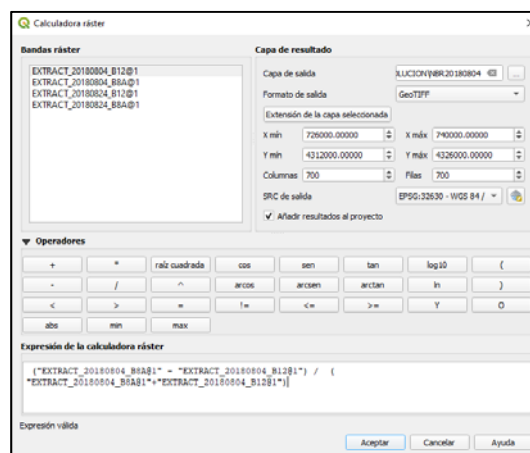 Calculadora ráster
Bandas ráster
EXTRACT_20180804_B12@1
EXTRACT_20180804_B8A@1
EXTRACT_20180824_B12@1
EXTRACT_20180824_B8A@1
Capa de resultado
Capa de salida OLUCION\NBR20180804 ...
Formato de salida GeoTIFF
Extensión de la capa seleccionada
X mín 726000.00000 X máx 740000.00000
Y mín 4312000.00000 Y máx 4326000.00000
Columnas 700 Filas 700
SRC de salida EPSG:32630 - WGS 84 /
Añadir resultados al proyecto
Operadores
+ * raíz cuadrada cos sen tan log10 (
- / ^ arcos arcsen arctan ln )
< > = != <= >= Y O
abs min max
Expresión de la calculadora ráster
("EXTRACT_20180804_B8A@1" - "EXTRACT_20180804_B12@1") / (
"EXTRACT_20180804_B8A@1"+"EXTRACT_20180804_B12@1")
Expresión válida
Aceptar Cancelar Ayuda